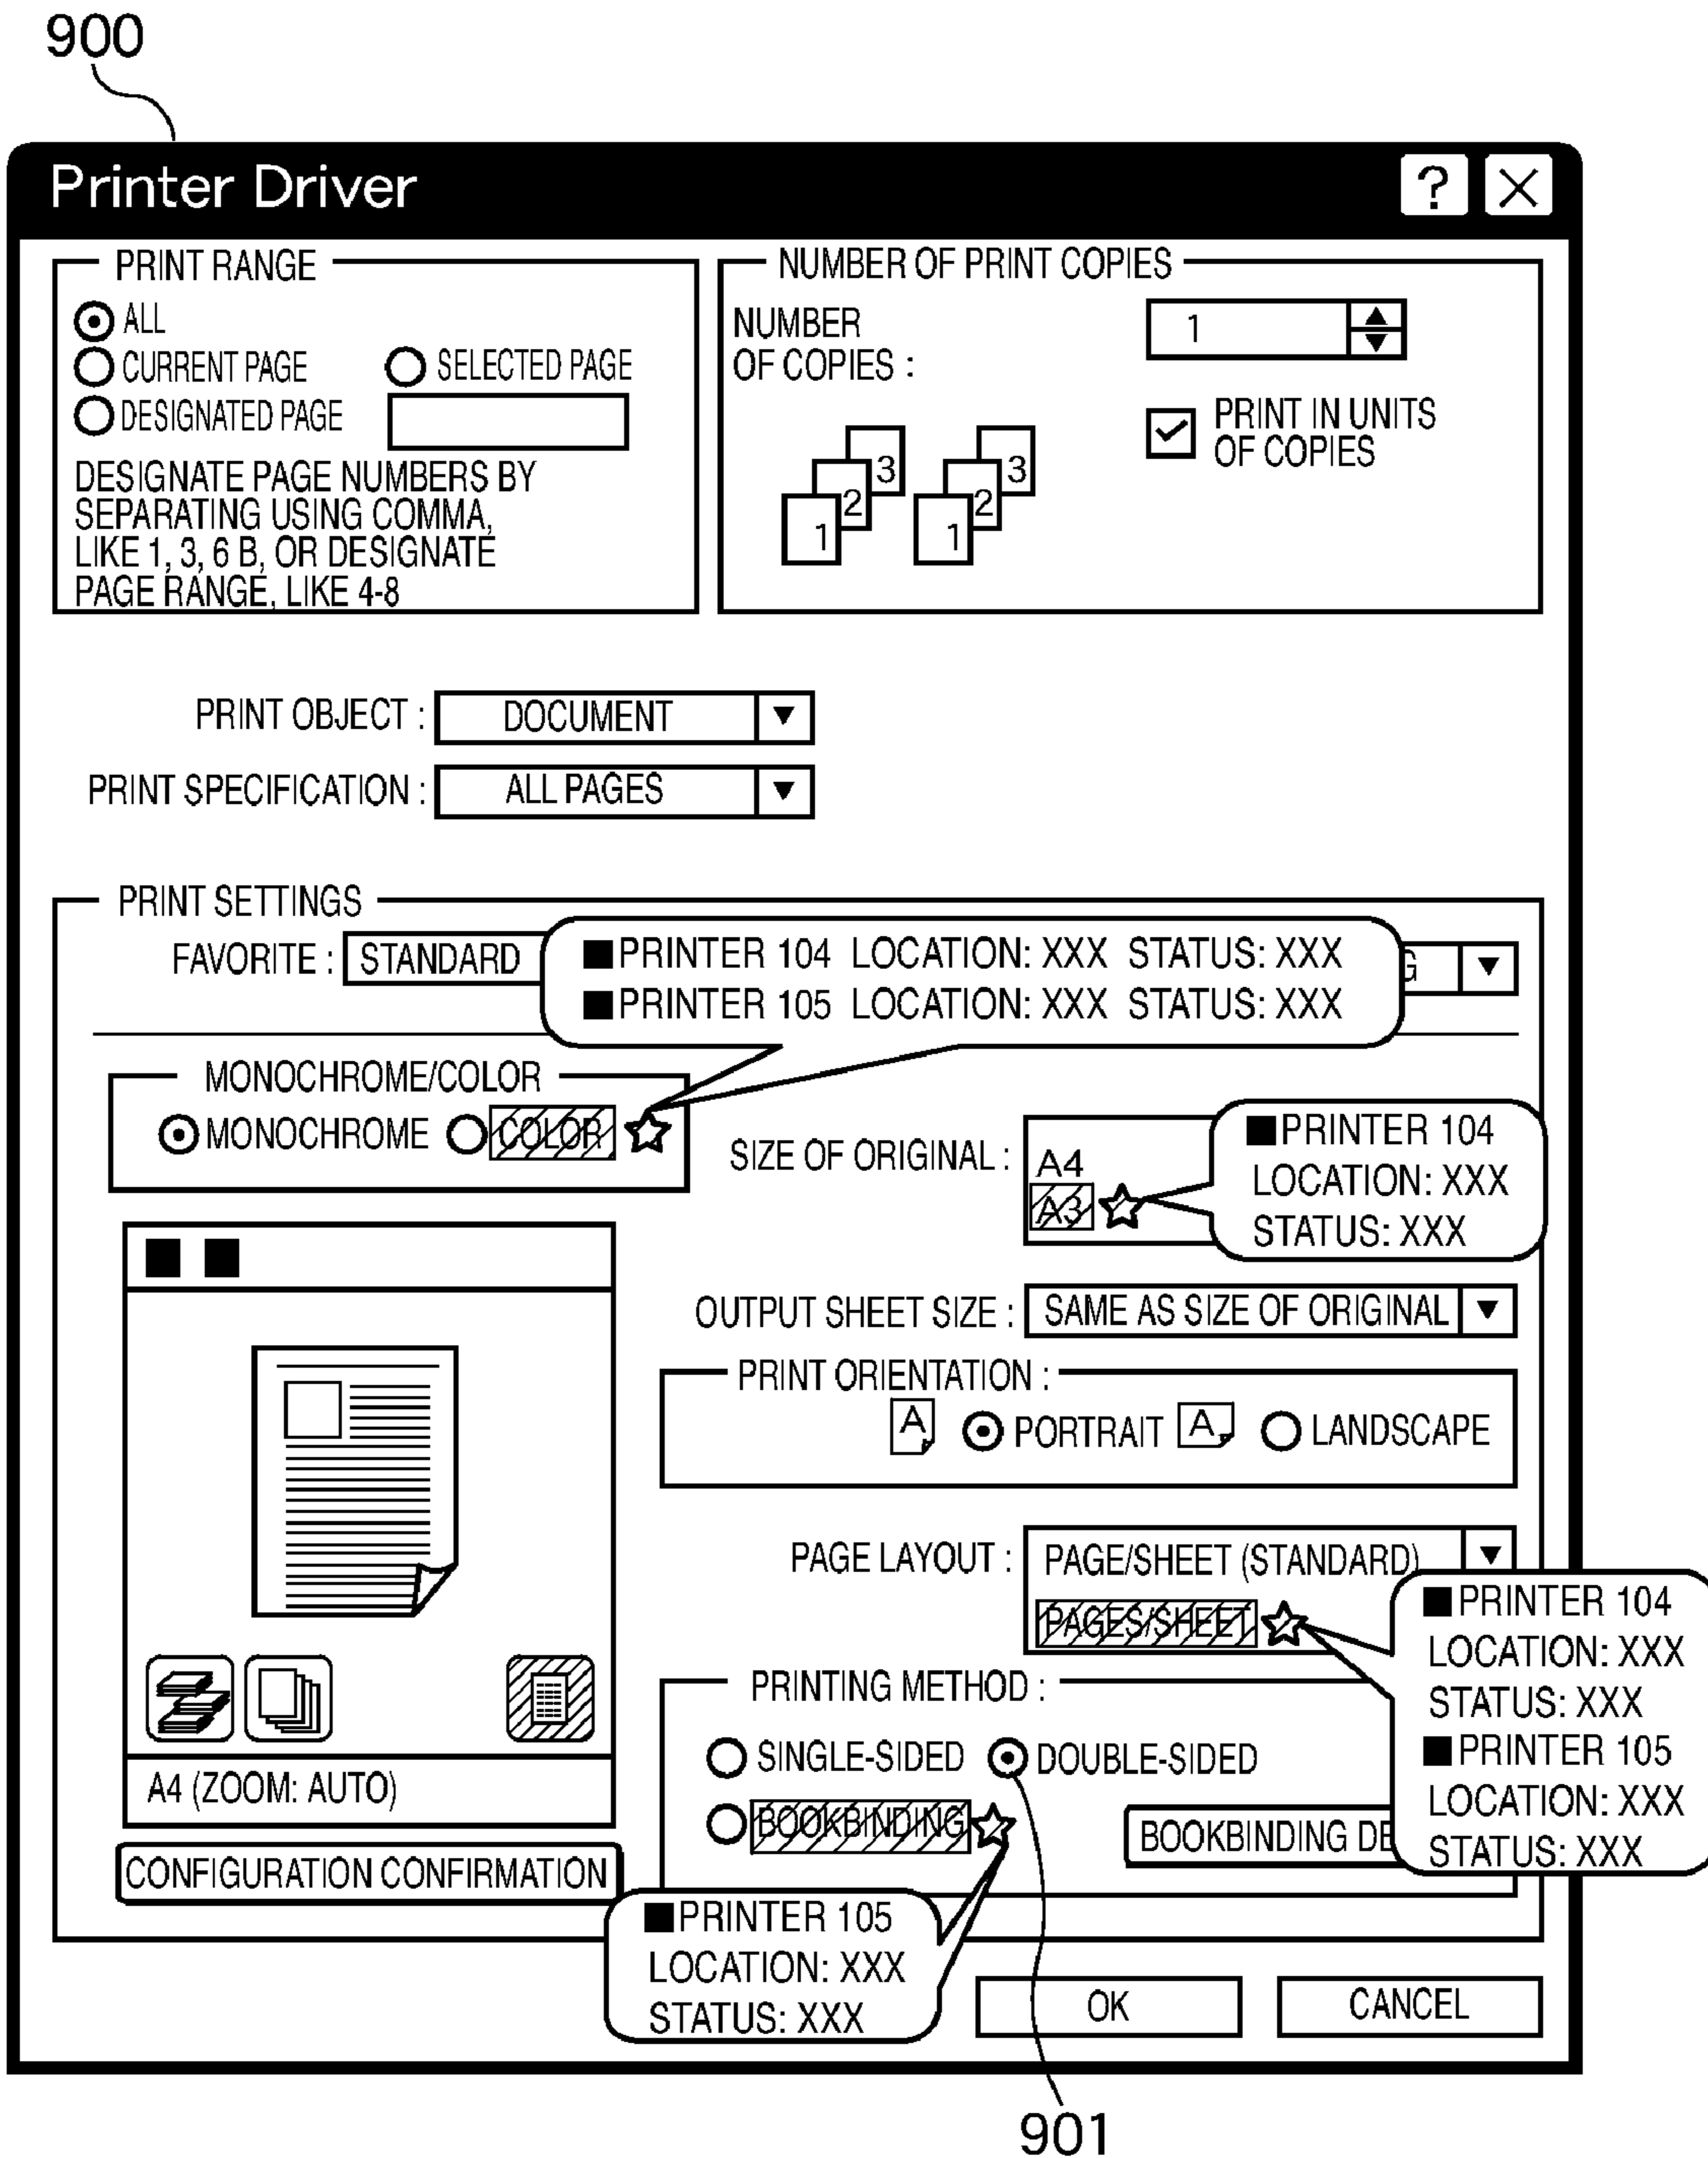 900
Printer Driver
?
PRINT RANGE
ALL
CURRENT PAGE
SELECTED PAGE
DESIGNATED PAGE
DESIGNATE PAGE NUMBERS BY
SEPARATING USING COMMA,
LIKE 1, 3, 6 B, OR DESIGNATE
PAGE RANGE, LIKE 4-8
NUMBER OF PRINT COPIES
NUMBER
OF COPIES :
1
PRINT IN UNITS
OF COPIES
1 2 3
1 2 3
PRINT OBJECT : DOCUMENT
PRINT SPECIFICATION : ALL PAGES
PRINT SETTINGS
FAVORITE : STANDARD
G
■PRINTER 104 LOCATION: XXX STATUS: XXX
■PRINTER 105 LOCATION: XXX STATUS: XXX
MONOCHROME/COLOR
MONOCHROME
COLOR
SIZE OF ORIGINAL :
A4
A3
■PRINTER 104
LOCATION: XXX
STATUS: XXX
OUTPUT SHEET SIZE : SAME AS SIZE OF ORIGINAL
PRINT ORIENTATION :
A PORTRAIT A LANDSCAPE
PAGE LAYOUT : PAGE/SHEET (STANDARD)
PAGES/SHEET
■PRINTER 104
LOCATION: XXX
STATUS: XXX
■PRINTER 105
LOCATION: XXX
STATUS: XXX
PRINTING METHOD :
SINGLE-SIDED
DOUBLE-SIDED
BOOKBINDING
BOOKBINDING DE
A4 (ZOOM: AUTO)
CONFIGURATION CONFIRMATION
■PRINTER 105
LOCATION: XXX
STATUS: XXX
OK
CANCEL
901